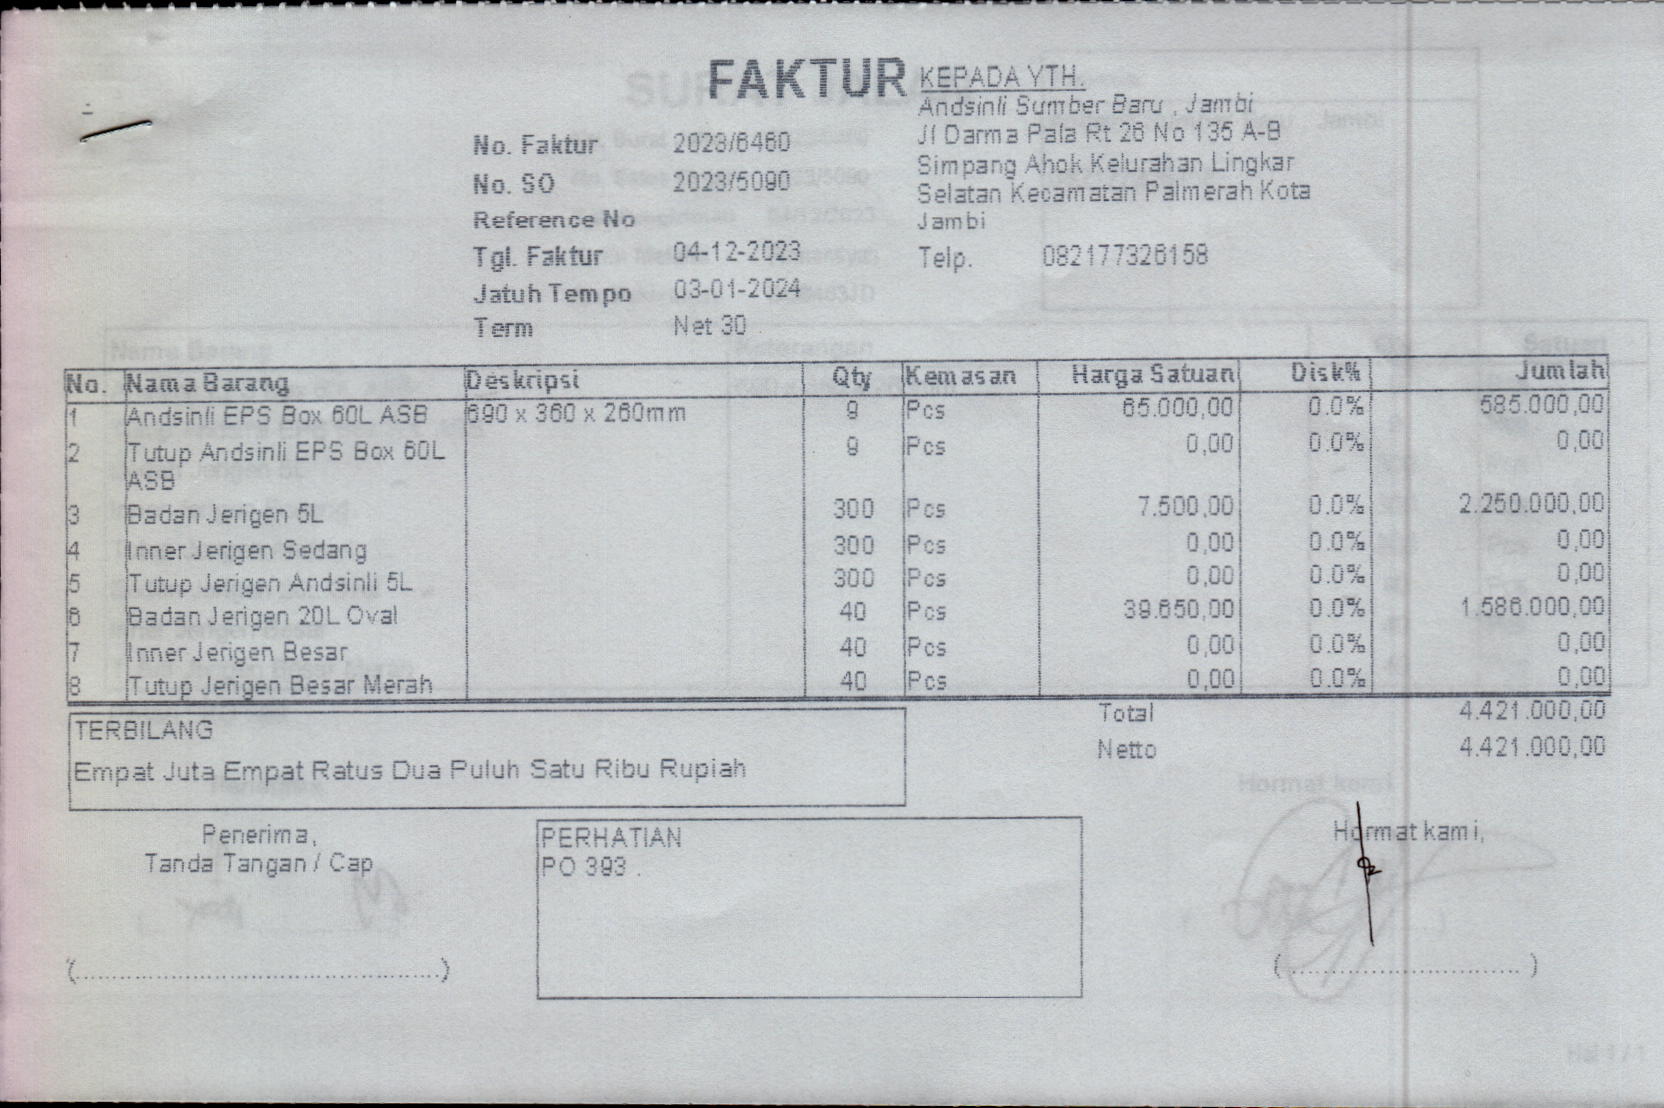 FAKTUR
No. Faktur 2023/6460
No. SO 2023/5090
Reference No
Tgl. Faktur 04-12-2023
Jatuh Tempo 03-01-2024
Term Net 30
KEPADA YTH.
Andsinli Sumber Baru , Jambi
Jl Darma Pala Rt 26 No 135 A-B
Simpang Ahok Kelurahan Lingkar
Selatan Kecamatan Palmerah Kota
Jambi
Telp. 082177326158
No. Nama Barang Deskripsi Qty Kemasan Harga Satuan Disk% Jumlah
1 Andsinli EPS Box 60L ASB 690 x 360 x 260mm 9 Pcs 65.000,00 0.0% 585.000,00
2 Tutup Andsinli EPS Box 60L 9 Pcs 0,00 0.0% 0,00
ASB
3 Badan Jerigen 5L 300 Pcs 7.500,00 0.0% 2.250.000,00
4 Inner Jerigen Sedang 300 Pcs 0,00 0.0% 0,00
5 Tutup Jerigen Andsinli 5L 300 Pcs 0,00 0.0% 0,00
6 Badan Jerigen 20L Oval 40 Pcs 39.650,00 0.0% 1.586.000,00
7 Inner Jerigen Besar 40 Pcs 0,00 0.0% 0,00
8 Tutup Jerigen Besar Merah 40 Pcs 0,00 0.0% 0,00
Total 4.421.000,00
Netto 4.421.000,00
TERBILANG
Empat Juta Empat Ratus Dua Puluh Satu Ribu Rupiah
Penerima,
Tanda Tangan / Cap
(................................................)
PERHATIAN
PO 393 .
Hormat kami,
( .............................. )